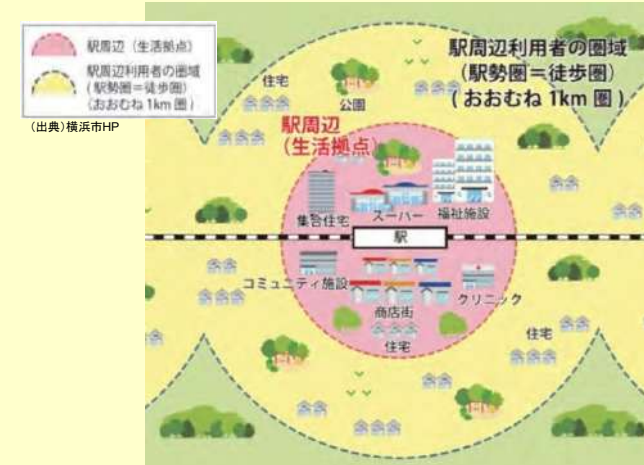 駅周辺（生活拠点）
駅周辺利用者の圏域
(駅勢圏＝徒歩圏)
(おおむね 1km 圏)
(出典)横浜市HP
駅周辺利用者の圏域
(駅勢圏＝徒歩圏)
(おおむね 1km 圏)
住宅
公園
駅周辺
(生活拠点)
集合住宅
スーパー
福祉施設
駅
コミュニティ施設
商店街
クリニック
住宅
住宅